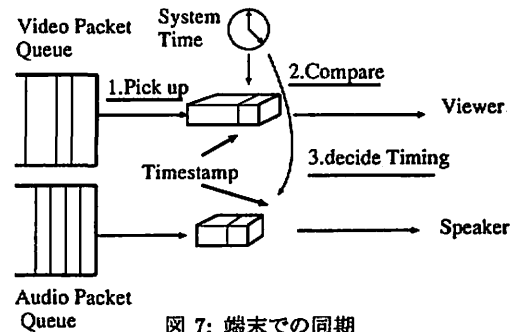 Video Packet
Queue
System
Time
1.Pick up
2.Compare
Viewer
Timestamp
3.decide Timing
Speaker
Audio Packet
Queue
図 7: 端末での同期